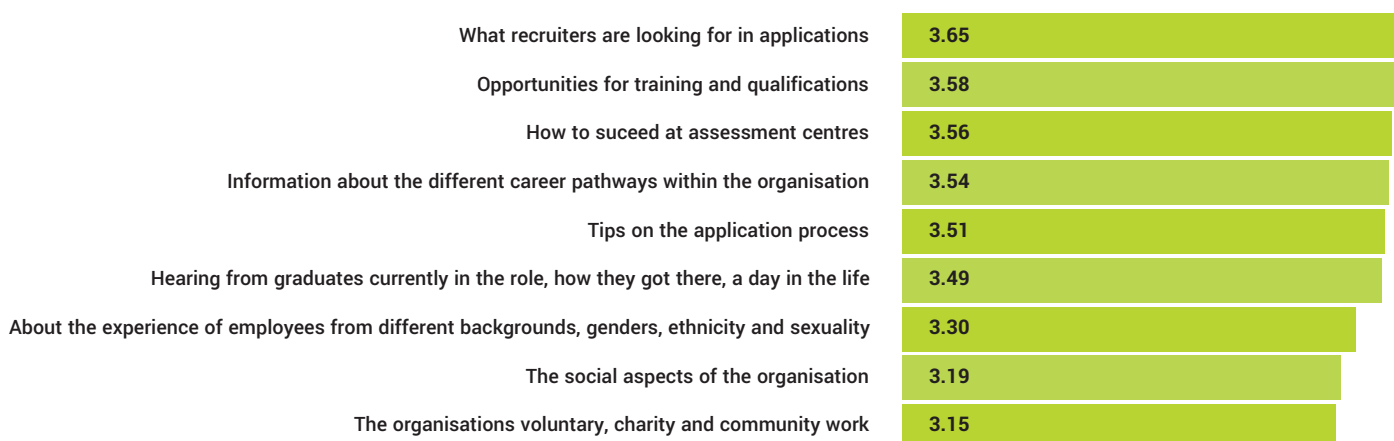 What recruiters are looking for in applications 3.65
Opportunities for training and qualifications 3.58
How to suceed at assessment centres 3.56
Information about the different career pathways within the organisation 3.54
Tips on the application process 3.51
Hearing from graduates currently in the role, how they got there, a day in the life 3.49
About the experience of employees from different backgrounds, genders, ethnicity and sexuality 3.30
The social aspects of the organisation 3.19
The organisations voluntary, charity and community work 3.15